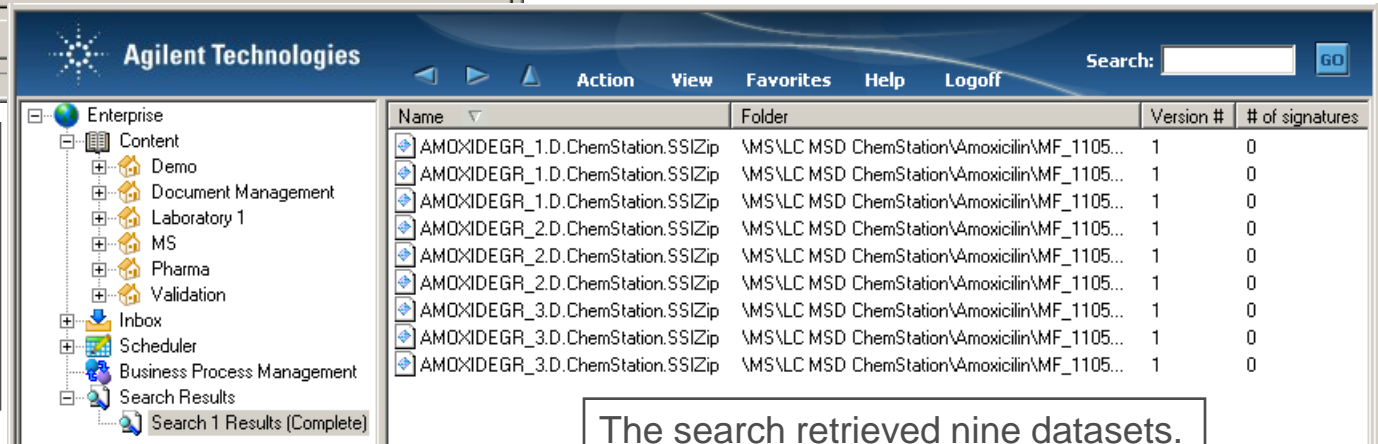 Agilent Technologies
Action View Favorites Help Logoff
Search: GO
Enterprise
Content
Demo
Document Management
Laboratory 1
MS
Pharma
Validation
Inbox
Scheduler
Business Process Management
Search Results
Search 1 Results (Complete)
Name Folder Version # # of signatures
AMOXIDEGR_1.D.ChemStation.SSIZip \MS\LC MSD ChemStation\Amoxicilin\MF_1105... 1 0
AMOXIDEGR_1.D.ChemStation.SSIZip \MS\LC MSD ChemStation\Amoxicilin\MF_1105... 1 0
AMOXIDEGR_1.D.ChemStation.SSIZip \MS\LC MSD ChemStation\Amoxicilin\MF_1105... 1 0
AMOXIDEGR_2.D.ChemStation.SSIZip \MS\LC MSD ChemStation\Amoxicilin\MF_1105... 1 0
AMOXIDEGR_2.D.ChemStation.SSIZip \MS\LC MSD ChemStation\Amoxicilin\MF_1105... 1 0
AMOXIDEGR_2.D.ChemStation.SSIZip \MS\LC MSD ChemStation\Amoxicilin\MF_1105... 1 0
AMOXIDEGR_3.D.ChemStation.SSIZip \MS\LC MSD ChemStation\Amoxicilin\MF_1105... 1 0
AMOXIDEGR_3.D.ChemStation.SSIZip \MS\LC MSD ChemStation\Amoxicilin\MF_1105... 1 0
AMOXIDEGR_3.D.ChemStation.SSIZip \MS\LC MSD ChemStation\Amoxicilin\MF_1105... 1 0
The search retrieved nine datasets.